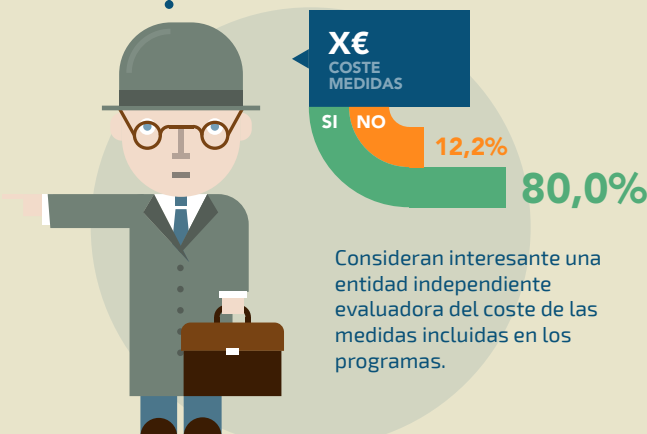 X€
COSTE
MEDIDAS
SI NO
12,2%
80,0%
Consideran interesante una
entidad independiente
evaluadora del coste de las
medidas incluidas en los
programas.